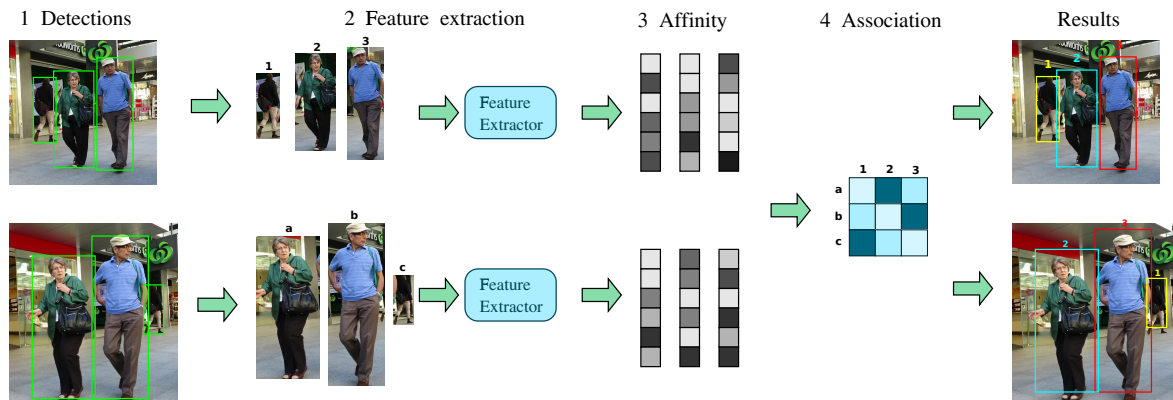 1 Detections
2 Feature extraction
3 Affinity
4 Association
Results
1
2
3
Feature
Extractor
1
2
3
1 2 3
a
b
c
a
b
c
Feature
Extractor
2
3
1